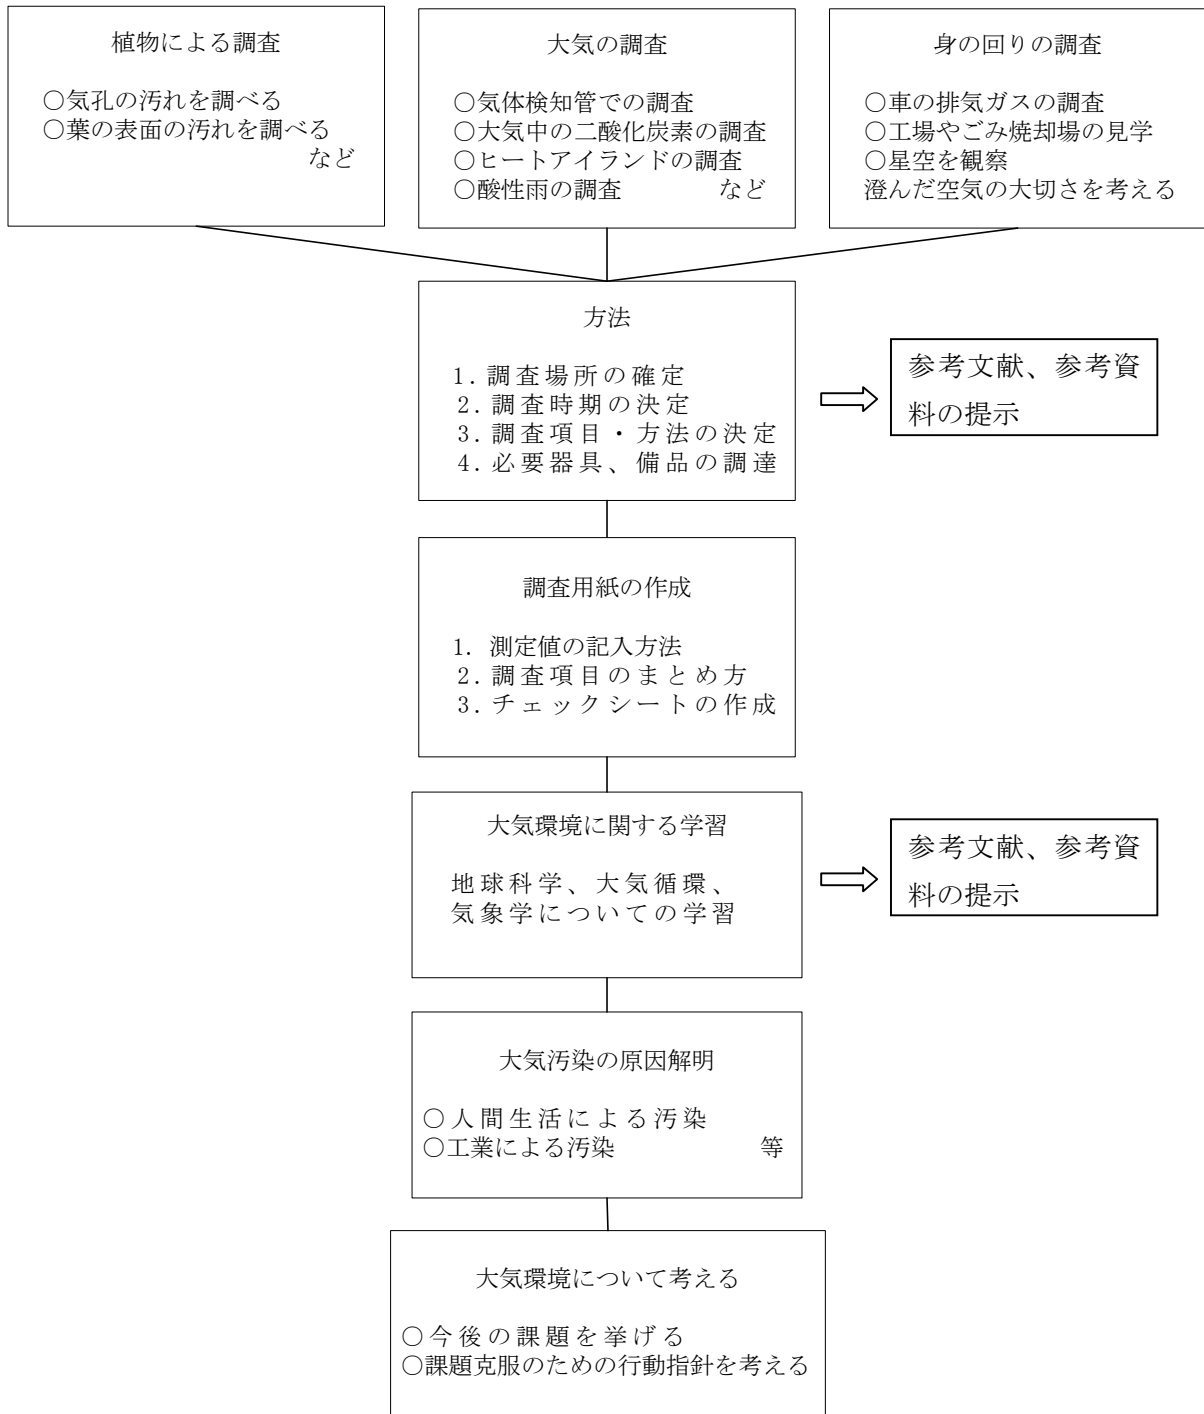 植物による調査
○気孔の汚れを調べる
○葉の表面の汚れを調べる
など
大気の調査
○気体検知管での調査
○大気中の二酸化炭素の調査
○ヒートアイランドの調査
○酸性雨の調査 など
身の回りの調査
○車の排気ガスの調査
○工場やごみ焼却場の見学
○星空を観察
澄んだ空気の大切さを考える
方法
1. 調査場所の確定
2. 調査時期の決定
3. 調査項目・方法の決定
4. 必要器具、備品の調達
参考文献、参考資
料の提示
調査用紙の作成
1. 測定値の記入方法
2. 調査項目のまとめ方
3. チェックシートの作成
大気環境に関する学習
地球科学、大気循環、
気象学についての学習
参考文献、参考資
料の提示
大気汚染の原因解明
○人間生活による汚染
○工業による汚染 等
大気環境について考える
○今後の課題を挙げる
○課題克服のための行動指針を考える